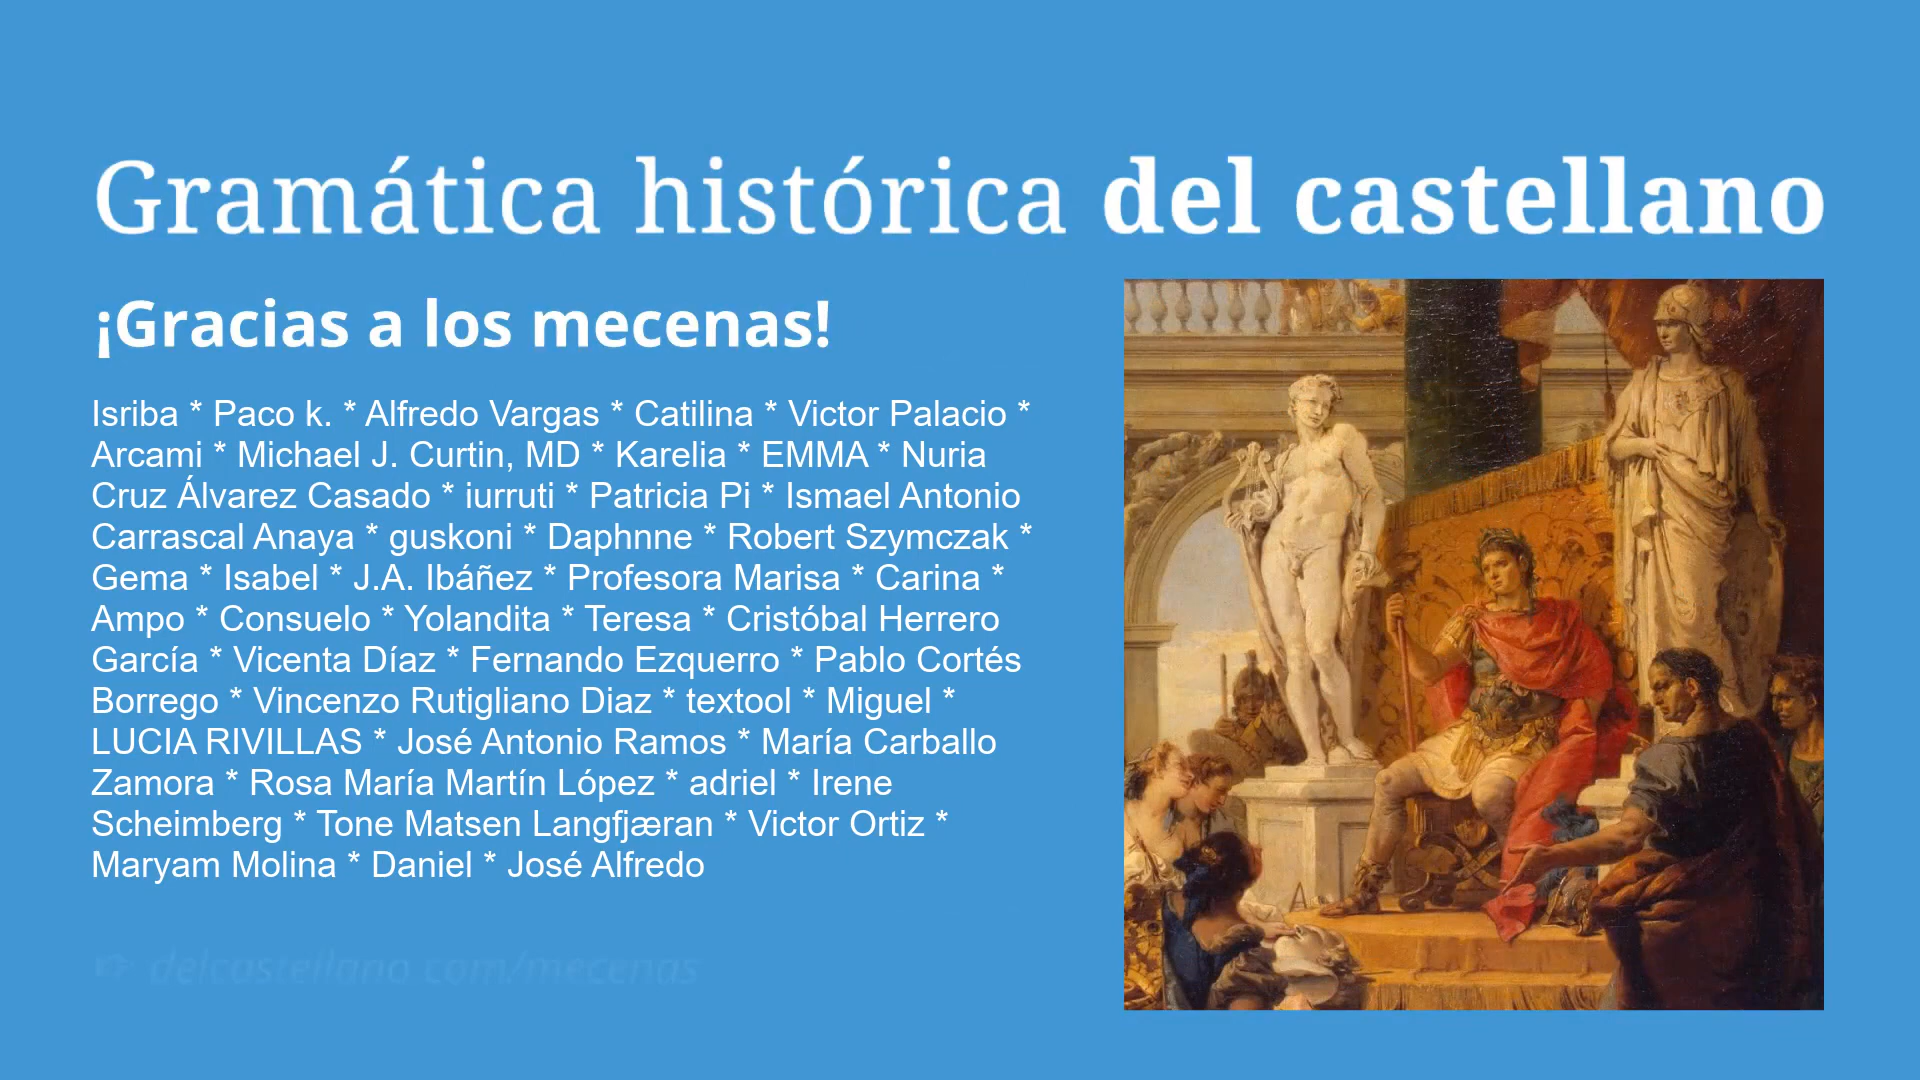 Gramática histórica del castellano
¡Gracias a los mecenas!
Isriba * Paco k. * Alfredo Vargas * Catilina * Victor Palacio *
Arcami * Michael J. Curtin, MD * Karelia * EMMA * Nuria
Cruz Álvarez Casado * iurruti * Patricia Pi * Ismael Antonio
Carrascal Anaya * guskoni * Daphnne * Robert Szymczak *
Gema * Isabel * J.A. Ibáñez * Profesora Marisa * Carina *
Ampo * Consuelo * Yolandita * Teresa * Cristóbal Herrero
García * Vicenta Díaz * Fernando Ezquerro * Pablo Cortés
Borrego * Vincenzo Rutigliano Diaz * textool * Miguel *
LUCIA RIVILLAS * José Antonio Ramos * María Carballo
Zamora * Rosa María Martín López * adriel * Irene
Scheimberg * Tone Matsen Langfjæran * Victor Ortiz *
Maryam Molina * Daniel * José Alfredo
☞ delcastellano.com/mecenas